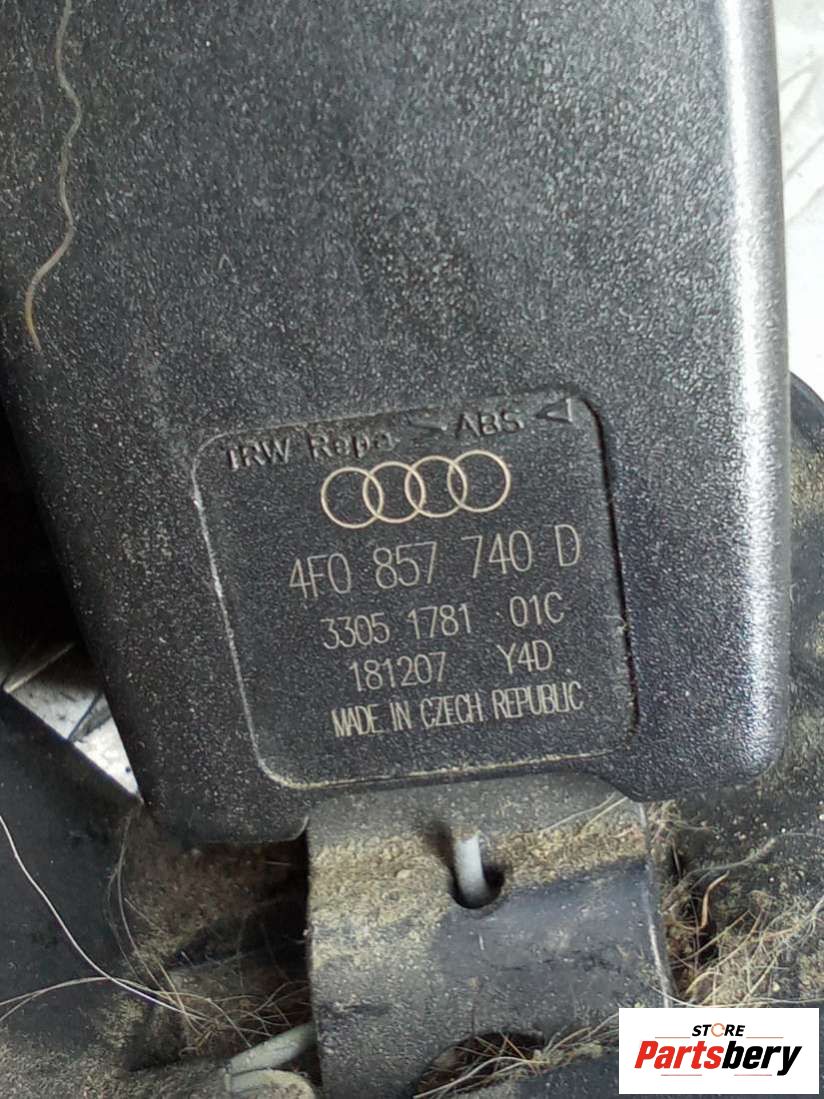 TRW Repa >ABS<
4F0 857 740 D
3305 1781 01C
181207 Y4D
MADE IN CZECH REPUBLIC
STORE
Partsbery